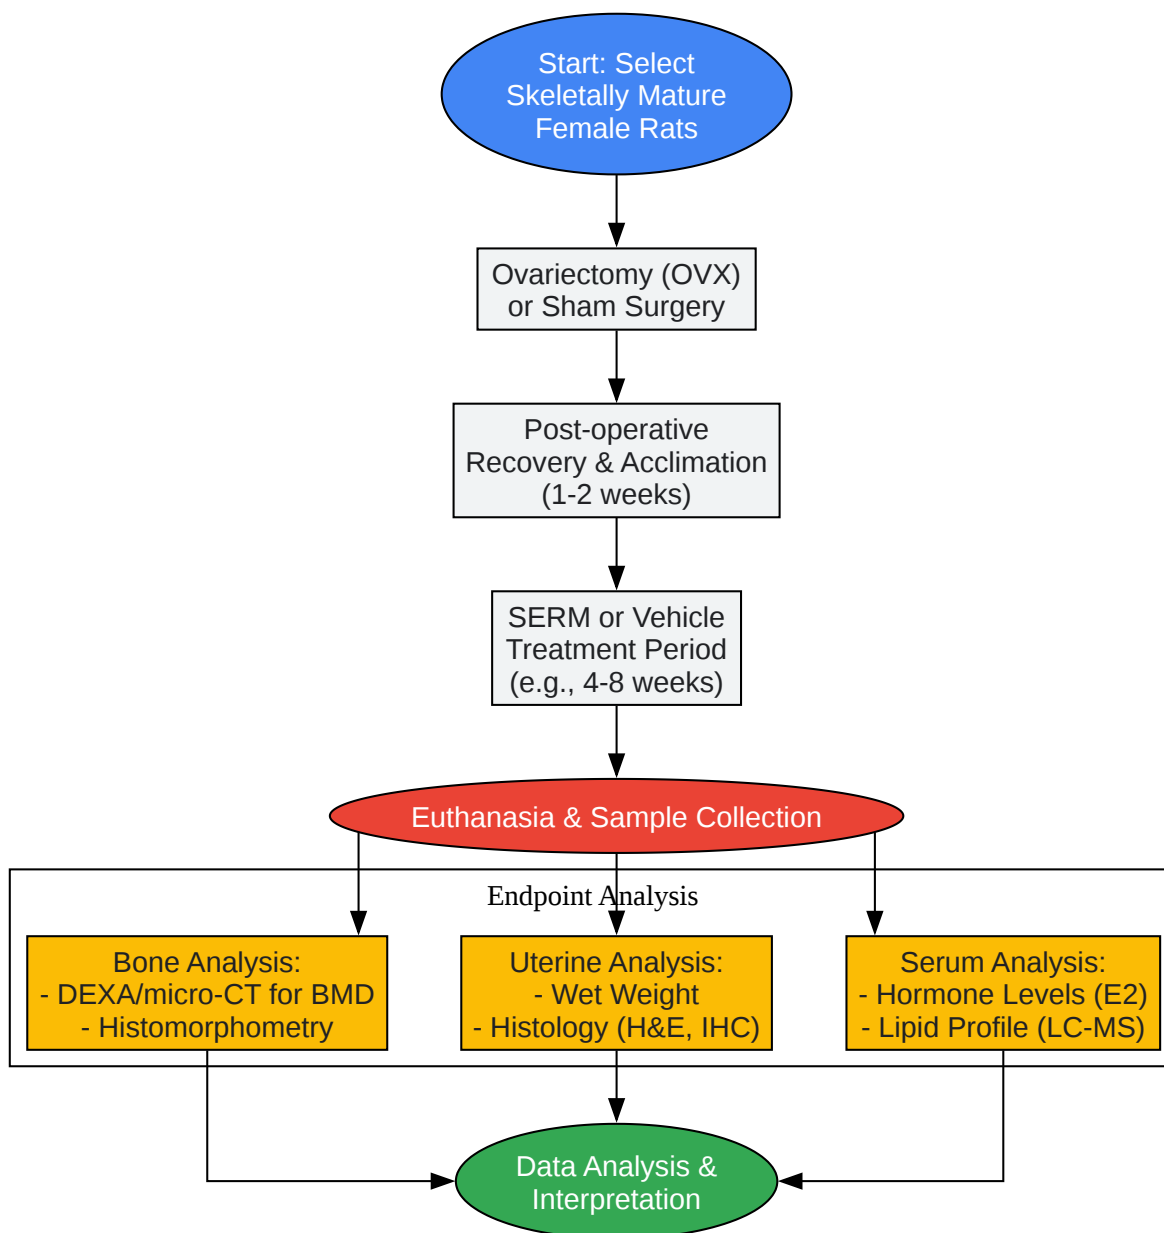 Start: Select
Skeletally Mature
Female Rats
Ovariectomy (OVX)
or Sham Surgery
Post-operative
Recovery & Acclimation
(1-2 weeks)
SERM or Vehicle
Treatment Period
(e.g., 4-8 weeks)
Euthanasia & Sample Collection
Endpoint Analysis
Bone Analysis:
- DEXA/micro-CT for BMD
- Histomorphometry
Uterine Analysis:
- Wet Weight
- Histology (H&E, IHC)
Serum Analysis:
- Hormone Levels (E2)
- Lipid Profile (LC-MS)
Data Analysis &
Interpretation